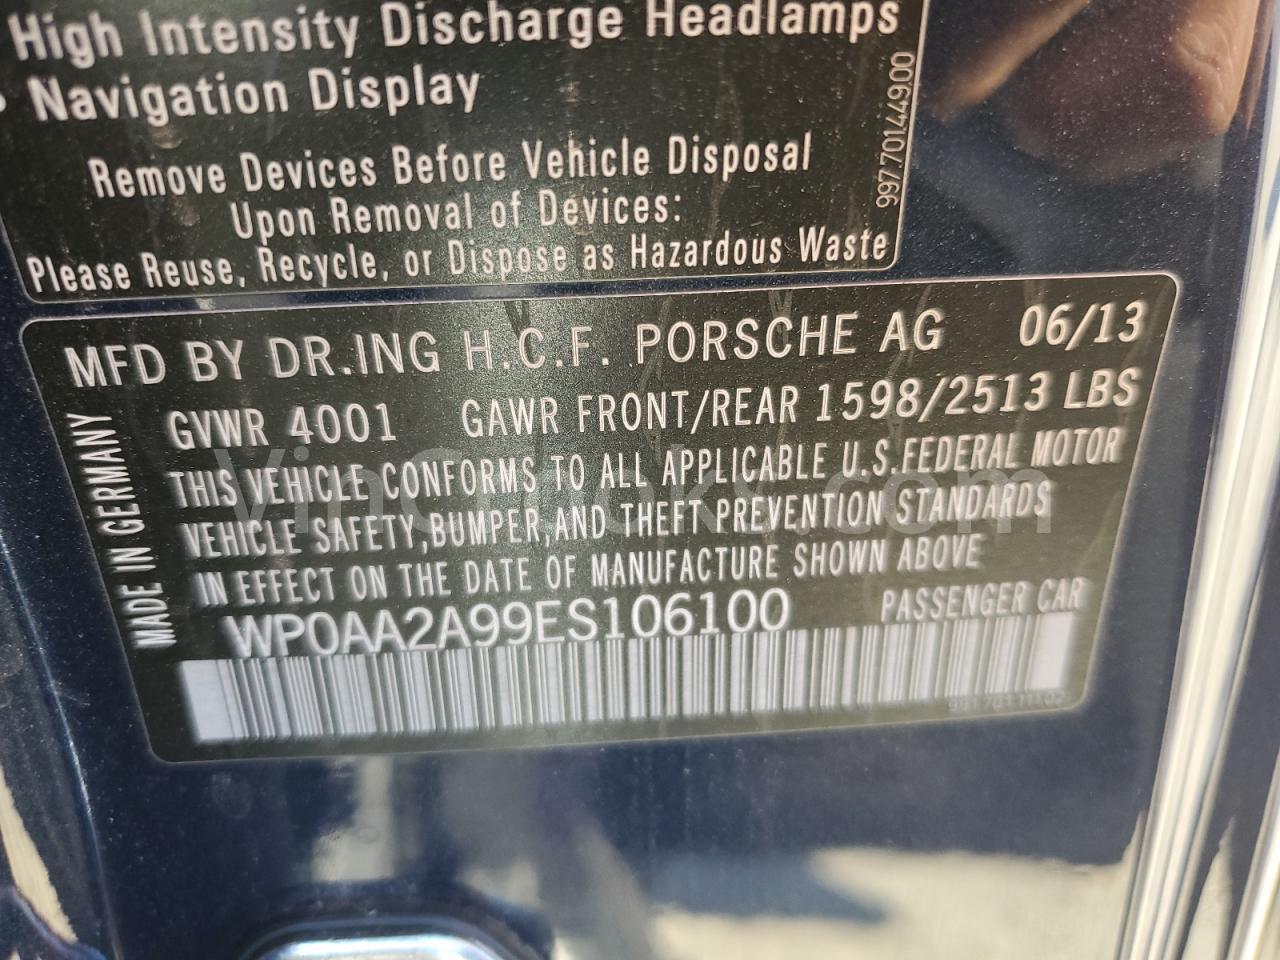 High Intensity Discharge Headlamps
Navigation Display
Remove Devices Before Vehicle Disposal
Upon Removal of Devices:
Please Reuse, Recycle, or Dispose as Hazardous Waste
99770144900
MFD BY DR.ING H.C.F. PORSCHE AG 06/13
GVWR 4001 GAWR FRONT/REAR 1598/2513 LBS
THIS VEHICLE CONFORMS TO ALL APPLICABLE U.S.FEDERAL MOTOR
VEHICLE SAFETY,BUMPER,AND THEFT PREVENTION STANDARDS
IN EFFECT ON THE DATE OF MANUFACTURE SHOWN ABOVE
WP0AA2A99ES106100 PASSENGER CAR
MADE IN GERMANY